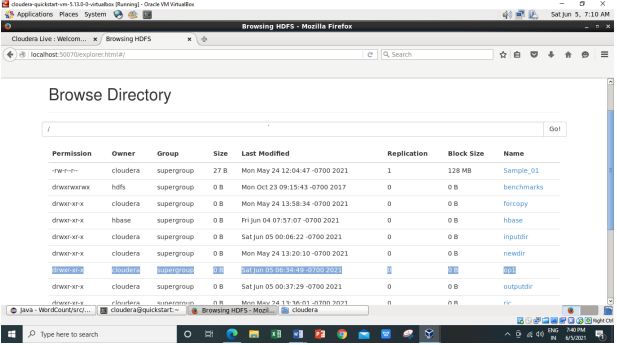 cloudera-quickstart-vm-5.13.0-0-virtualbox [Running] - Oracle VM VirtualBox
Applications Places System Sat Jun 5, 7:10 AM
Browsing HDFS - Mozilla Firefox
Cloudera Live : Welcom... Browsing HDFS
localhost:50070/explorer.html#/ Search
Browse Directory
/ Go!
Permission Owner Group Size Last Modified Replication Block Size Name
-rw-r--r-- cloudera supergroup 27 B Mon May 24 12:04:47 -0700 2021 1 128 MB Sample_01
drwxrwxrwx hdfs supergroup 0 B Mon Oct 23 09:15:43 -0700 2017 0 0 B benchmarks
drwxr-xr-x cloudera supergroup 0 B Mon May 24 13:58:34 -0700 2021 0 0 B forcopy
drwxr-xr-x hbase supergroup 0 B Fri Jun 04 07:57:07 -0700 2021 0 0 B hbase
drwxr-xr-x cloudera supergroup 0 B Sat Jun 05 00:06:22 -0700 2021 0 0 B inputdir
drwxr-xr-x cloudera supergroup 0 B Mon May 24 13:20:10 -0700 2021 0 0 B newdir
drwxr-xr-x cloudera supergroup 0 B Sat Jun 05 06:34:49 -0700 2021 0 0 B op1
drwxr-xr-x cloudera supergroup 0 B Sat Jun 05 00:37:29 -0700 2021 0 0 B outputdir
drwxr-xr-x cloudera supergroup 0 B Mon May 24 13:36:01 -0700 2021 0 0 B ric
Java - WordCount/src/... cloudera@quickstart:~ Browsing HDFS - Mozil... cloudera
Right Ctrl
Type here to search ENG 7:40 PM
IN 6/5/2021